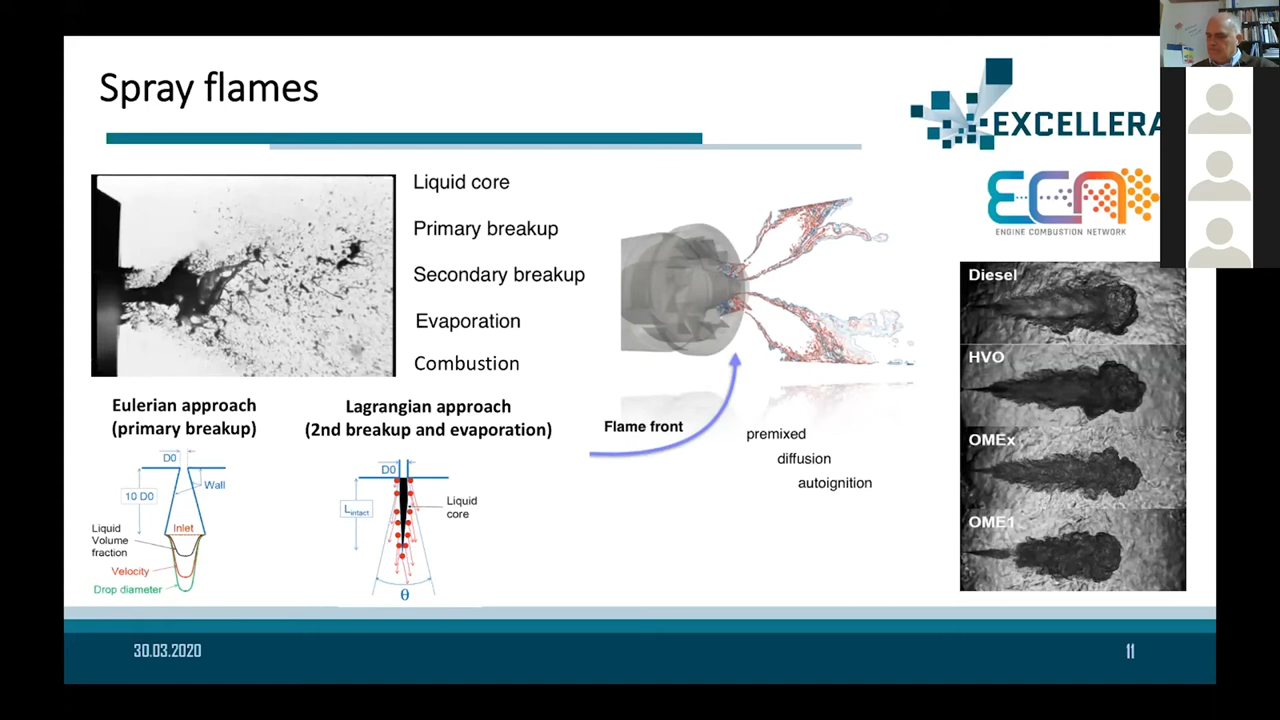 Spray flames
EXCELLERA
ECN
ENGINE COMBUSTION NETWORK
Liquid core
Primary breakup
Secondary breakup
Evaporation
Combustion
Eulerian approach
(primary breakup)
Lagrangian approach
(2nd breakup and evaporation)
D0
10 D0
Wall
Liquid
Volume
fraction
Inlet
Velocity
Drop diameter
D0
Lintact
Liquid
core
θ
Flame front
premixed
diffusion
autoignition
Diesel
HVO
OMEx
OME1
30.03.2020
11